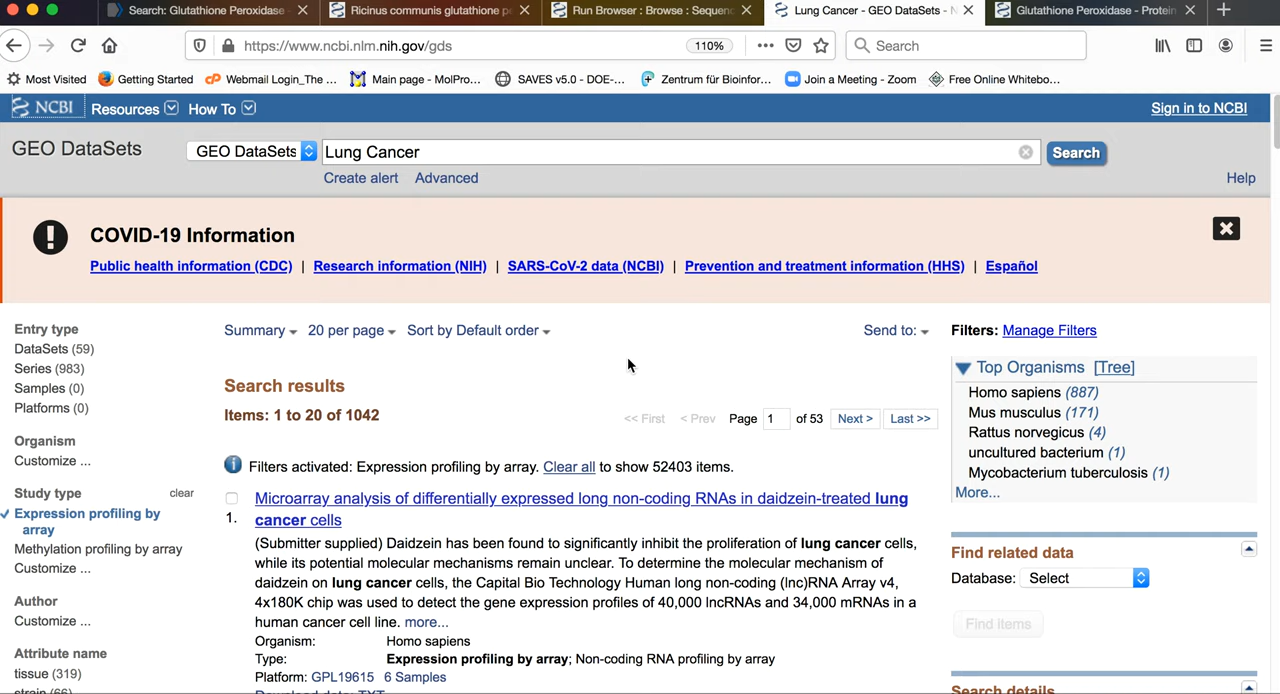 Search: Glutathione Peroxidase
Ricinus communis glutathione pe
Run Browser : Browse : Sequenc
Lung Cancer - GEO DataSets - N
Glutathione Peroxidase - Protein
https://www.ncbi.nlm.nih.gov/gds
110%
Search
Most Visited
Getting Started
Webmail Login_The ...
Main page - MolPro...
SAVES v5.0 - DOE-...
Zentrum für Bioinfor...
Join a Meeting - Zoom
Free Online Whitebo...
NCBI Resources How To
Sign in to NCBI
GEO DataSets
GEO DataSets
Lung Cancer
Search
Create alert Advanced
Help
COVID-19 Information
Public health information (CDC) | Research information (NIH) | SARS-CoV-2 data (NCBI) | Prevention and treatment information (HHS) | Español
Entry type
DataSets (59)
Series (983)
Samples (0)
Platforms (0)
Organism
Customize ...
Study type clear
Expression profiling by
array
Methylation profiling by array
Customize ...
Author
Customize ...
Attribute name
tissue (319)
strain (66)
Summary 20 per page Sort by Default order
Send to:
Search results
Items: 1 to 20 of 1042
<< First < Prev Page 1 of 53 Next > Last >>
Filters activated: Expression profiling by array. Clear all to show 52403 items.
Microarray analysis of differentially expressed long non-coding RNAs in daidzein-treated lung
1. cancer cells
(Submitter supplied) Daidzein has been found to significantly inhibit the proliferation of lung cancer cells,
while its potential molecular mechanisms remain unclear. To determine the molecular mechanism of
daidzein on lung cancer cells, the Capital Bio Technology Human long non-coding (lnc)RNA Array v4,
4x180K chip was used to detect the gene expression profiles of 40,000 lncRNAs and 34,000 mRNAs in a
human cancer cell line. more...
Organism: Homo sapiens
Type: Expression profiling by array; Non-coding RNA profiling by array
Platform: GPL19615 6 Samples
Download data: TXT
Filters: Manage Filters
Top Organisms [Tree]
Homo sapiens (887)
Mus musculus (171)
Rattus norvegicus (4)
uncultured bacterium (1)
Mycobacterium tuberculosis (1)
More...
Find related data
Database: Select
Find items
Search details